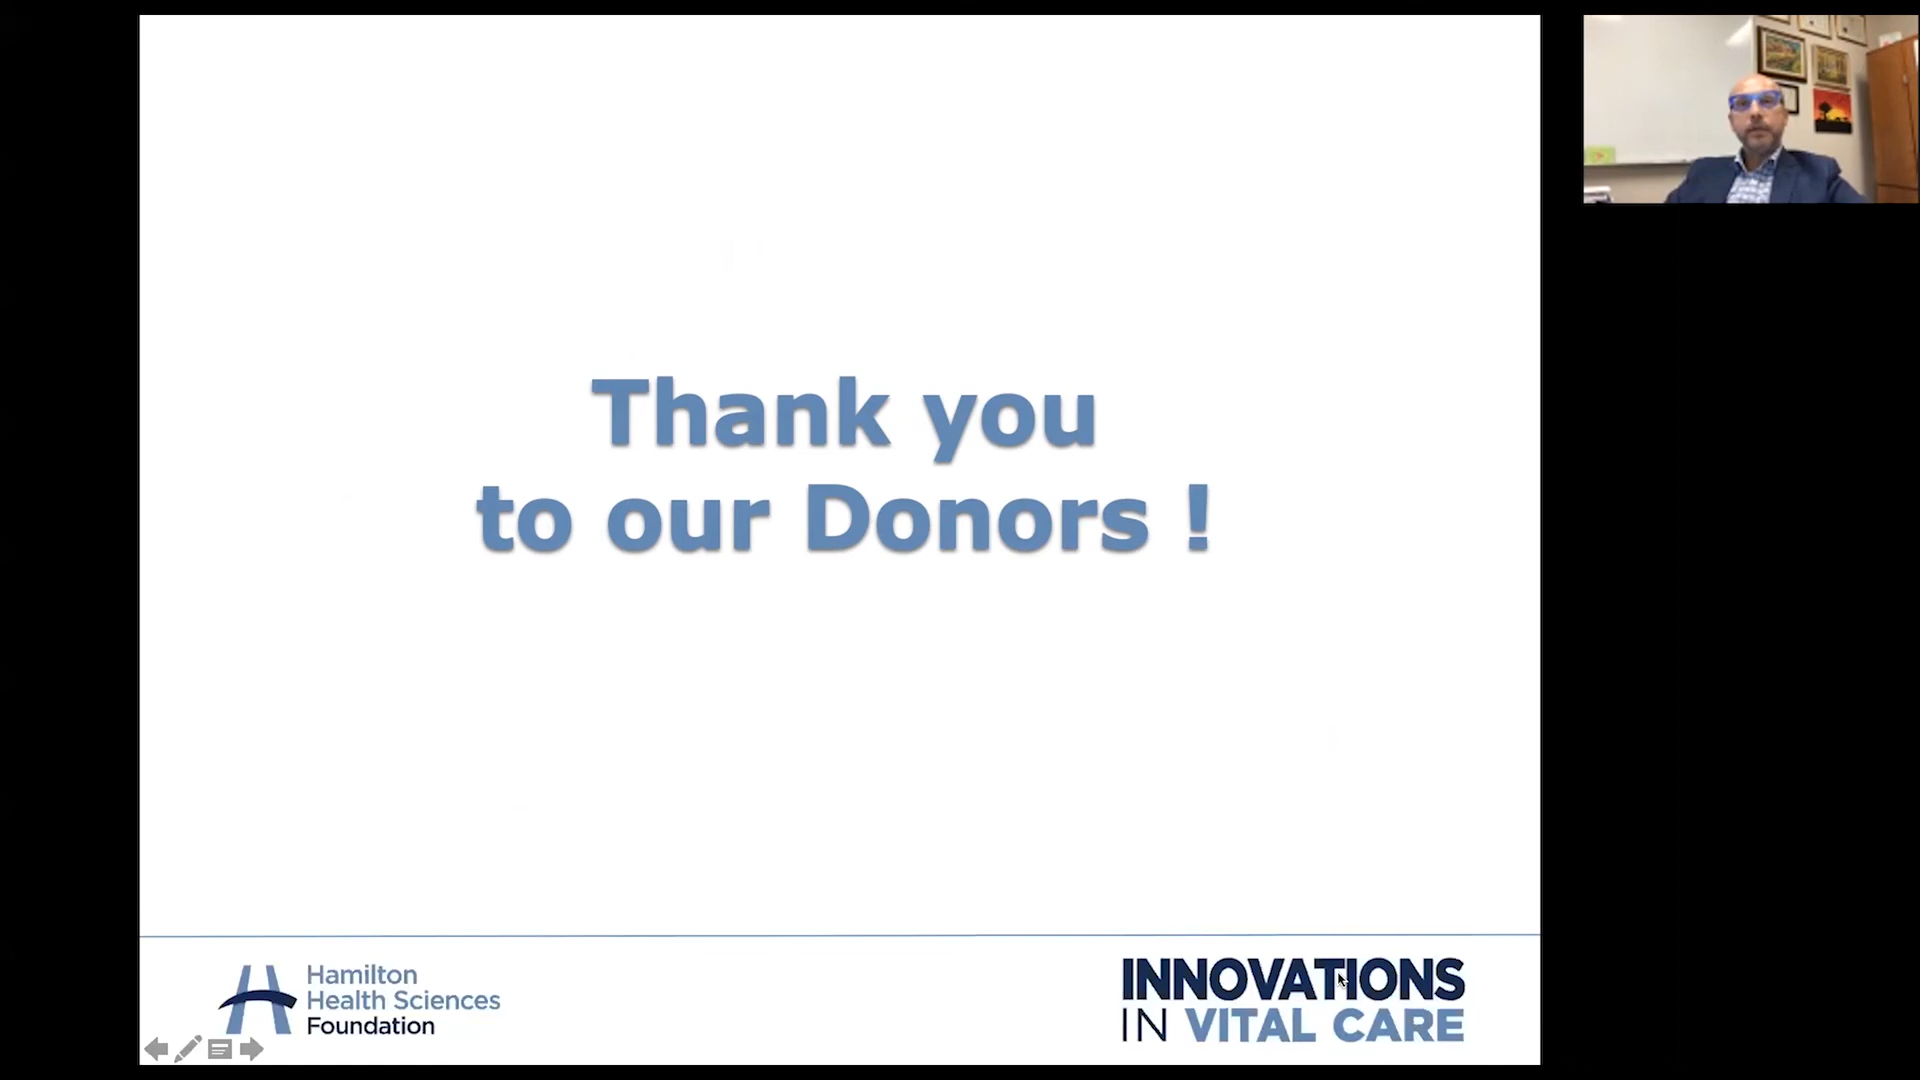 Thank you
to our Donors !
Hamilton
Health Sciences
Foundation
INNOVATIONS
IN VITAL CARE